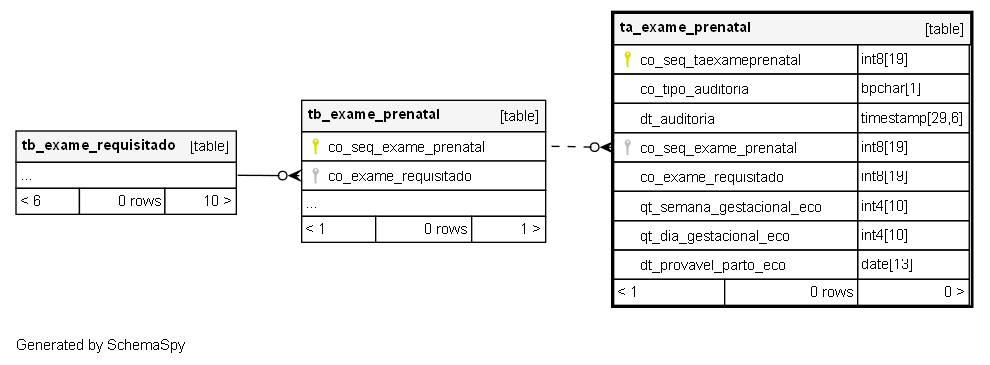 tb_exame_requisitado [table]
...
< 6 0 rows 10 >
tb_exame_prenatal [table]
co_seq_exame_prenatal
co_exame_requisitado
...
< 1 0 rows 1 >
ta_exame_prenatal [table]
co_seq_taexameprenatal int8[19]
co_tipo_auditoria bpchar[1]
dt_auditoria timestamp[29,6]
co_seq_exame_prenatal int8[19]
co_exame_requisitado int8[19]
qt_semana_gestacional_eco int4[10]
qt_dia_gestacional_eco int4[10]
dt_provavel_parto_eco date[13]
< 1 0 rows 0 >
Generated by SchemaSpy